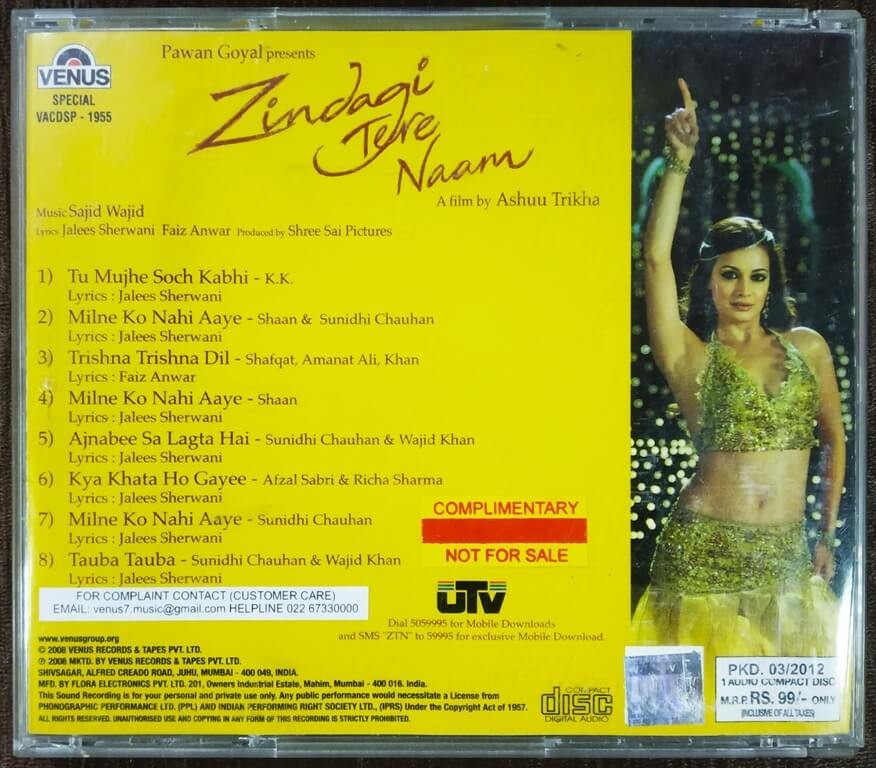 VENUS
SPECIAL
VACDSP - 1955
Pawan Goyal presents
Zindagi
Tere
Naam
A film by Ashuu Trikha
Music Sajid Wajid
Lyrics Jalees Sherwani Faiz Anwar Produced by Shree Sai Pictures
1) Tu Mujhe Soch Kabhi - K.K.
Lyrics : Jalees Sherwani
2) Milne Ko Nahi Aaye - Shaan & Sunidhi Chauhan
Lyrics : Jalees Sherwani
3) Trishna Trishna Dil - Shafqat, Amanat Ali, Khan
Lyrics : Faiz Anwar
4) Milne Ko Nahi Aaye - Shaan
Lyrics : Jalees Sherwani
5) Ajnabee Sa Lagta Hai - Sunidhi Chauhan & Wajid Khan
Lyrics : Jalees Sherwani
6) Kya Khata Ho Gayee - Afzal Sabri & Richa Sharma
Lyrics : Jalees Sherwani
7) Milne Ko Nahi Aaye - Sunidhi Chauhan
Lyrics : Jalees Sherwani
8) Tauba Tauba - Sunidhi Chauhan & Wajid Khan
Lyrics : Jalees Sherwani
COMPLIMENTARY
NOT FOR SALE
FOR COMPLAINT CONTACT (CUSTOMER CARE)
EMAIL: venus7.music@gmail.com HELPLINE 022 67330000
UTV
Dial 5059995 for Mobile Downloads
and SMS "ZTN" to 59995 for exclusive Mobile Download.
www.venusgroup.org
© 2008 VENUS RECORDS & TAPES PVT. LTD.
℗ 2008 MKTD. BY VENUS RECORDS & TAPES PVT. LTD.
SHIVSAGAR, ALFRED CREADO ROAD, JUHU, MUMBAI - 400 049, INDIA.
MFD. BY FLORA ELECTRONICS PVT. LTD. 201, Owners Industrial Estate, Mahim, Mumbai - 400 016. India.
This Sound Recording is for your personal and private use only. Any public performance would necessitate a License from
PHONOGRAPHIC PERFORMANCE LTD. (PPL) AND INDIAN PERFORMING RIGHT SOCIETY LTD., (IPRS) Under the Copyright Act of 1957.
ALL RIGHTS RESERVED. UNAUTHORISED USE AND COPYING IN ANY FORM OF THIS RECORDING IS STRICTLY PROHIBITED.
COMPACT
disc
DIGITAL AUDIO
PKD. 03/2012
1 AUDIO COMPACT DISC
M.R.P. RS. 99/- ONLY
(INCLUSIVE OF ALL TAXES)